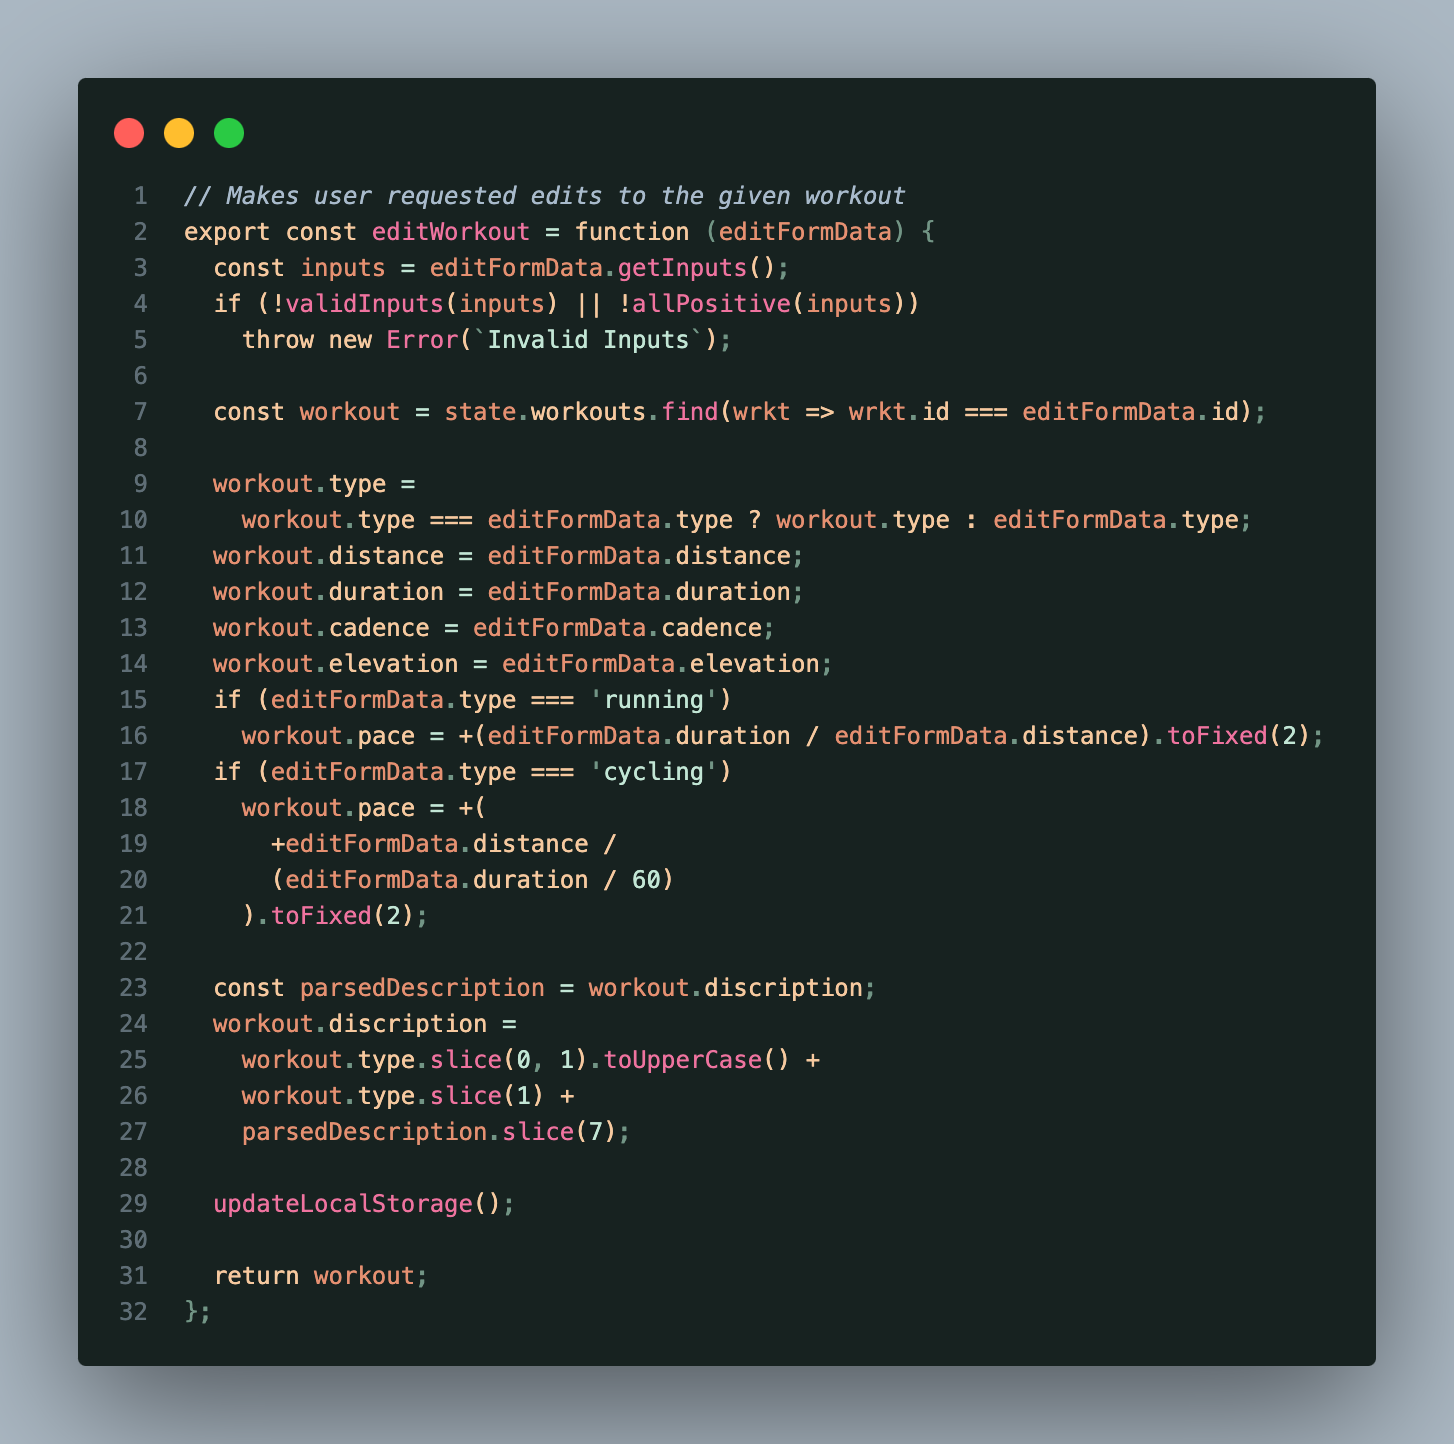 1 // Makes user requested edits to the given workout
2 export const editWorkout = function (editFormData) {
3   const inputs = editFormData.getInputs();
4   if (!validInputs(inputs) || !allPositive(inputs))
5     throw new Error(`Invalid Inputs`);
6
7   const workout = state.workouts.find(wrkt => wrkt.id === editFormData.id);
8
9   workout.type =
10     workout.type === editFormData.type ? workout.type : editFormData.type;
11   workout.distance = editFormData.distance;
12   workout.duration = editFormData.duration;
13   workout.cadence = editFormData.cadence;
14   workout.elevation = editFormData.elevation;
15   if (editFormData.type === 'running')
16     workout.pace = +(editFormData.duration / editFormData.distance).toFixed(2);
17   if (editFormData.type === 'cycling')
18     workout.pace = +(
19       +editFormData.distance /
20       (editFormData.duration / 60)
21     ).toFixed(2);
22
23   const parsedDescription = workout.discription;
24   workout.discription =
25     workout.type.slice(0, 1).toUpperCase() +
26     workout.type.slice(1) +
27     parsedDescription.slice(7);
28
29   updateLocalStorage();
30
31   return workout;
32 };